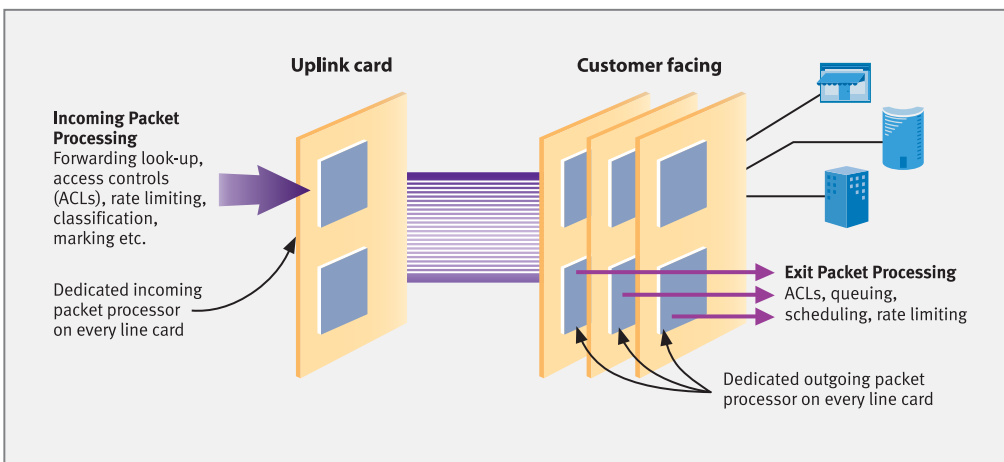 Uplink card
Customer facing
Incoming Packet
Processing
Forwarding look-up,
access controls
(ACLs), rate limiting,
classification,
marking etc.
Dedicated incoming
packet processor
on every line card
Exit Packet Processing
ACLs, queuing,
scheduling, rate limiting
Dedicated outgoing packet
processor on every line card